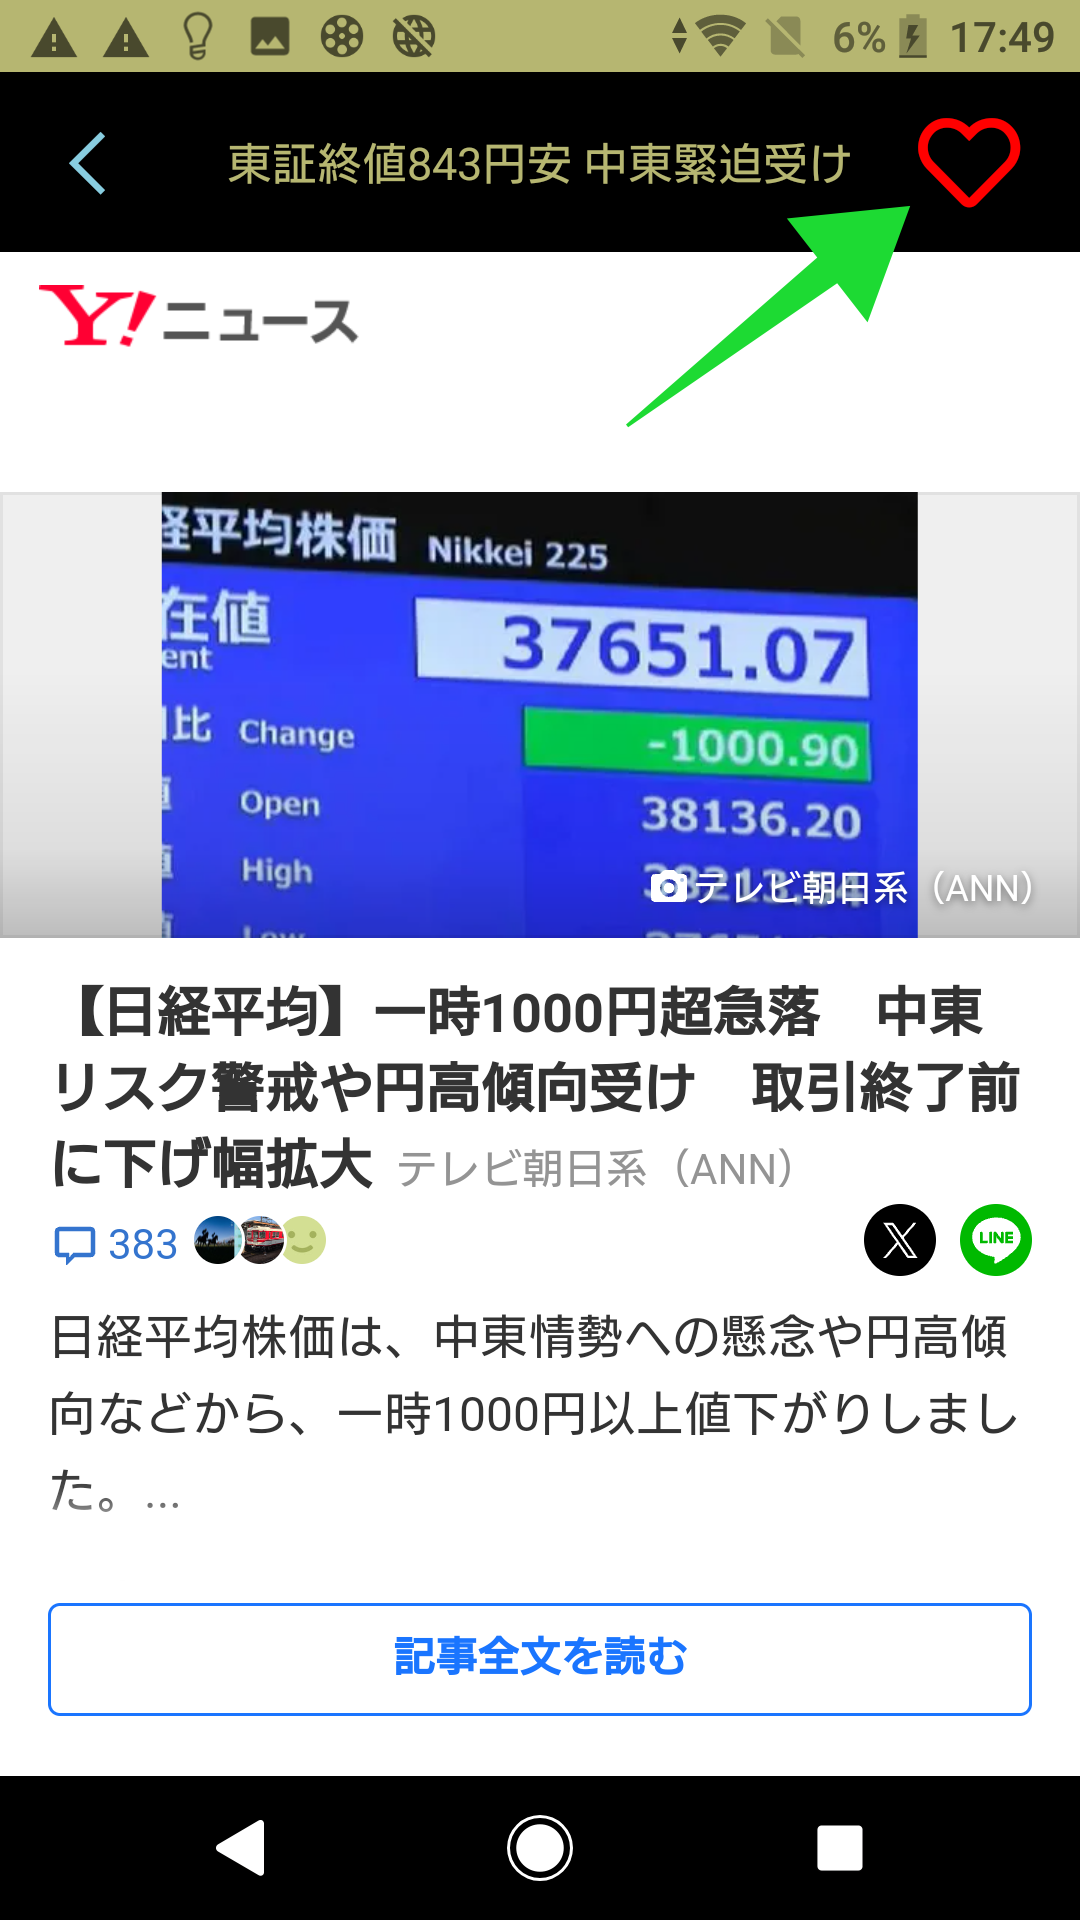 6% 17:49
東証終値843円安 中東緊迫受け
Y!ニュース
経平均株価 Nikkei 225
在値 37651.07
ent
比 Change -1000.90
Open 38136.20
High
Low
テレビ朝日系（ANN）
【日経平均】一時1000円超急落　中東
リスク警戒や円高傾向受け　取引終了前
に下げ幅拡大 テレビ朝日系（ANN）
383
LINE
日経平均株価は、中東情勢への懸念や円高傾
向などから、一時1000円以上値下がりしまし
た。...
記事全文を読む